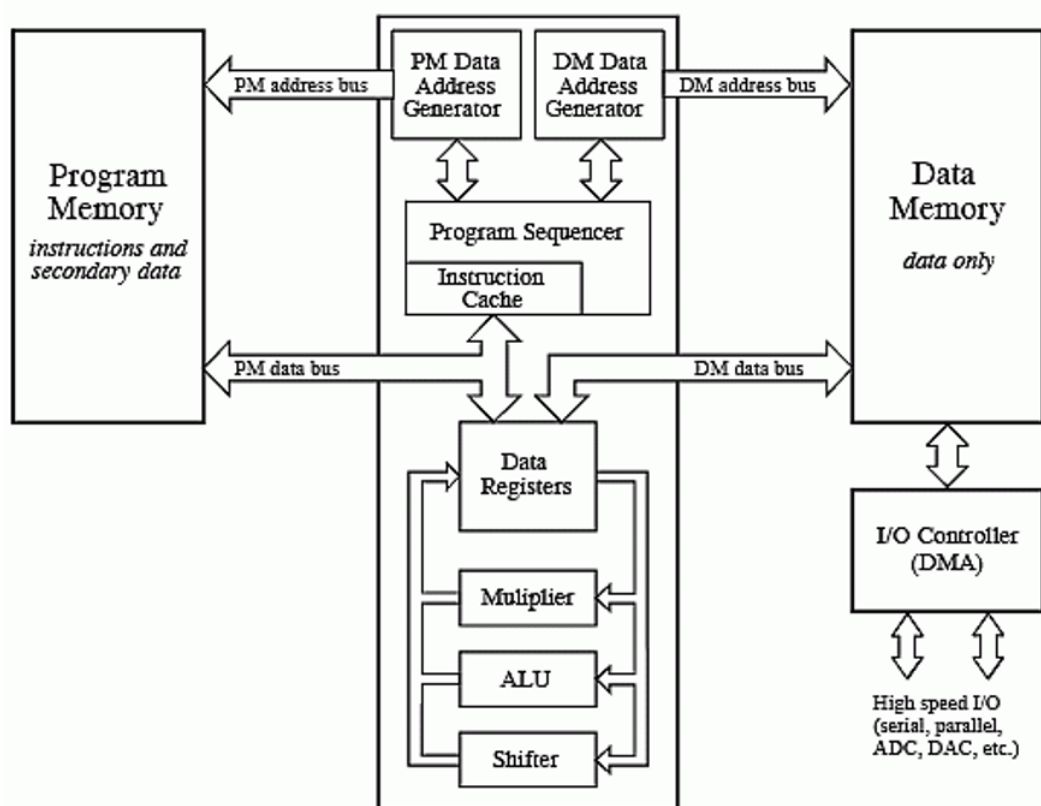 PM Data
Address
Generator
DM Data
Address
Generator
PM address bus
DM address bus
Program
Memory
instructions and
secondary data
Program Sequencer
Instruction
Cache
Data
Memory
data only
PM data bus
DM data bus
Data
Registers
I/O Controller
(DMA)
Muliplier
ALU
Shifter
High speed I/O
(serial, parallel,
ADC, DAC, etc.)